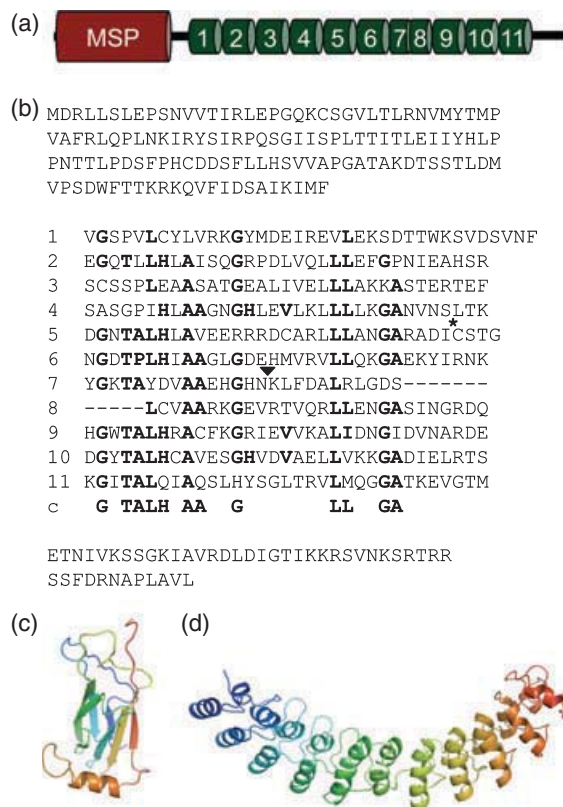 (a)
MSP 1 2 3 4 5 6 7 8 9 10 11
(b)
MDRLLSLEPSNVVTIRLEPGQKCSGVLTLRNVMYTMP
VAFRLQPLNKIRYSIRPQSGIISPLTTITLEIIYHLP
PNTTLPDSFPHCDDSFLLHSVVAPGATAKDTSSTLDM
VPSDWFTTKRKQVFIDSAIKIMF
1 VGSPVLCYLVRKGYMDEIREVLEKSDTTWKSVDSVNF
2 EGQTLLHLAISQGRPDLVQLLLEFGPNIEAHSR
3 SCSSPLEAASATGEALIVELLLAKKASTERTEF
4 SASGPIHLAAGNGHLEVLKLLLLKGANVNSLTK
*
5 DGNTALHLAVEERRRDCARLLLANGARADICSTG
6 NGDTPLHIAAGLGDEHMVRVLLQKGAEKYIRNK
7 YGKTAYDVAAEHGHNKLFDALRLGDS-------
8 -----LCVAARKGEVRTVQRLLENGASINGRDQ
9 HGWTALHRACFKGRIEVVKALIDNGIDVNARDE
10 DGYTALHCAVESGHVDVAELLVKKGADIELRTS
11 KGITALQIAQSLHYSGLTRVLMQGGATKEVGTM
c G TALH AA G LL GA
ETNIVKSSGKIAVRDLDIGTIKKRSVNKSRTRR
SSFDRNAPLAVL
(c) (d)